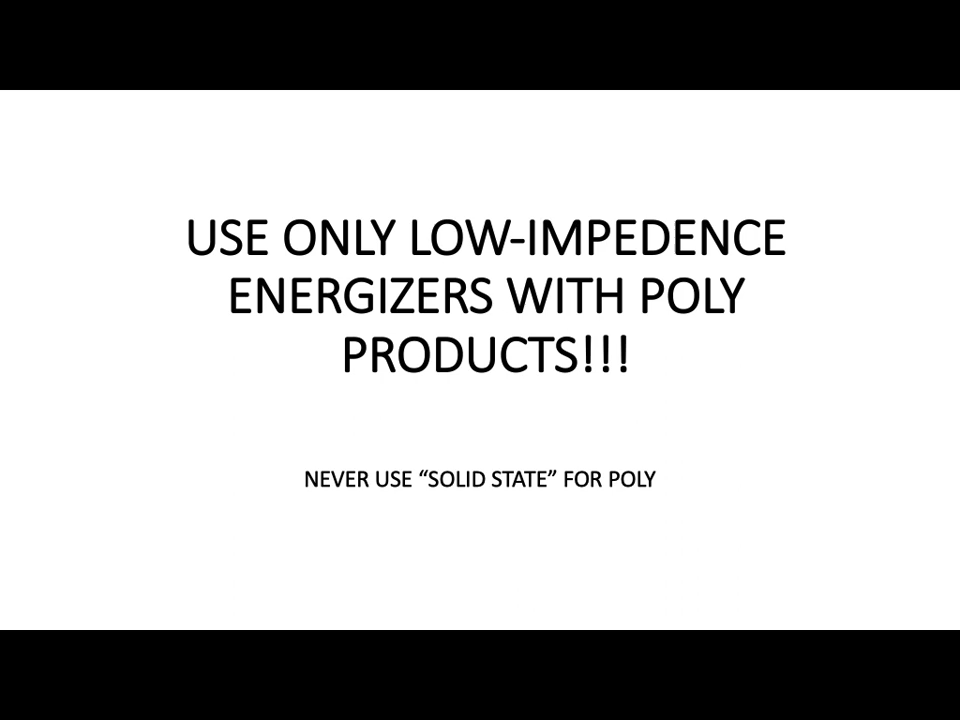 USE ONLY LOW-IMPEDENCE
ENERGIZERS WITH POLY
PRODUCTS!!!
NEVER USE “SOLID STATE” FOR POLY